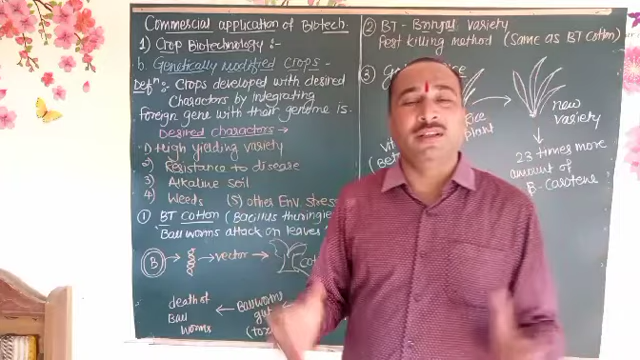 Commercial application of Biotech.
1) Crop Biotechnology :-
b. Genetically modified Crops -
Defⁿ :- Crops developed with desired
Characters by integrating
Foreign gene with their genome is.
Desired characters →
1) High yielding variety
2) Resistance to disease
3) Alkaline soil
4) Weeds (5) other Env. stress
① BT cotton (Bacillus thuringie
Ball worms attack on leaves
B → → vector →
death of ← Ballworms
Ball
worms
② BT - Brinjal variety
Pest killing method (Same as BT cotton)
③
new
variety
plant
23 times more
amount of
B-carotene